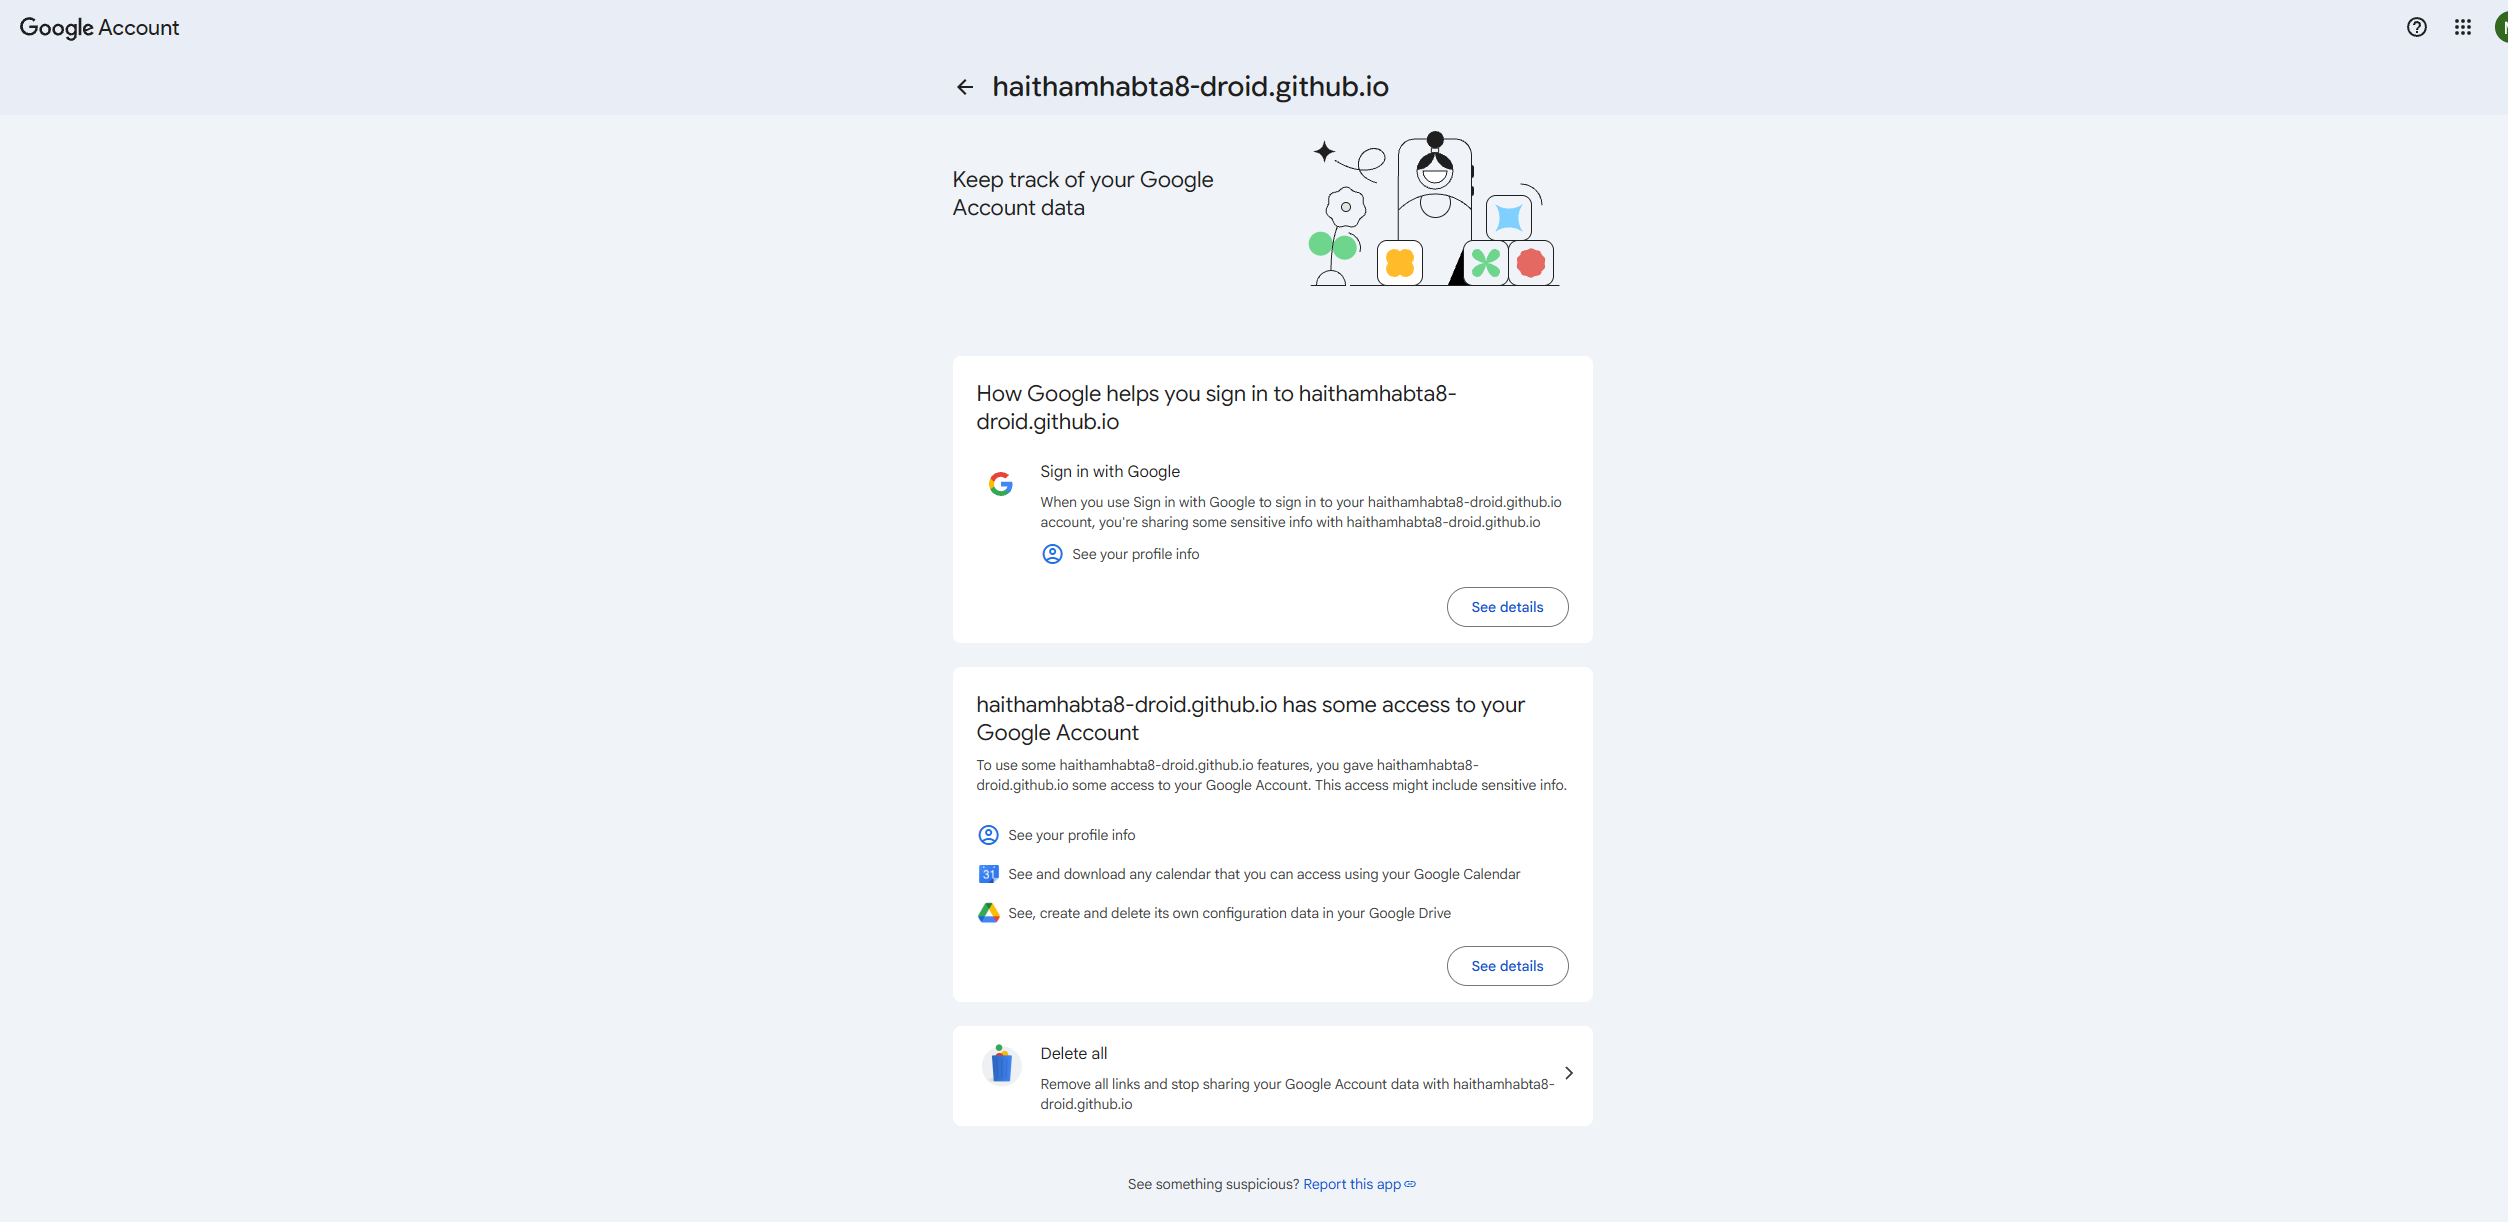 Google Account
haithamhabta8-droid.github.io
Keep track of your Google
Account data
How Google helps you sign in to haithamhabta8-
droid.github.io
Sign in with Google
When you use Sign in with Google to sign in to your haithamhabta8-droid.github.io
account, you're sharing some sensitive info with haithamhabta8-droid.github.io
See your profile info
See details
haithamhabta8-droid.github.io has some access to your
Google Account
To use some haithamhabta8-droid.github.io features, you gave haithamhabta8-
droid.github.io some access to your Google Account. This access might include sensitive info.
See your profile info
31
See and download any calendar that you can access using your Google Calendar
See, create and delete its own configuration data in your Google Drive
See details
Delete all
Remove all links and stop sharing your Google Account data with haithamhabta8-
droid.github.io
See something suspicious? Report this app